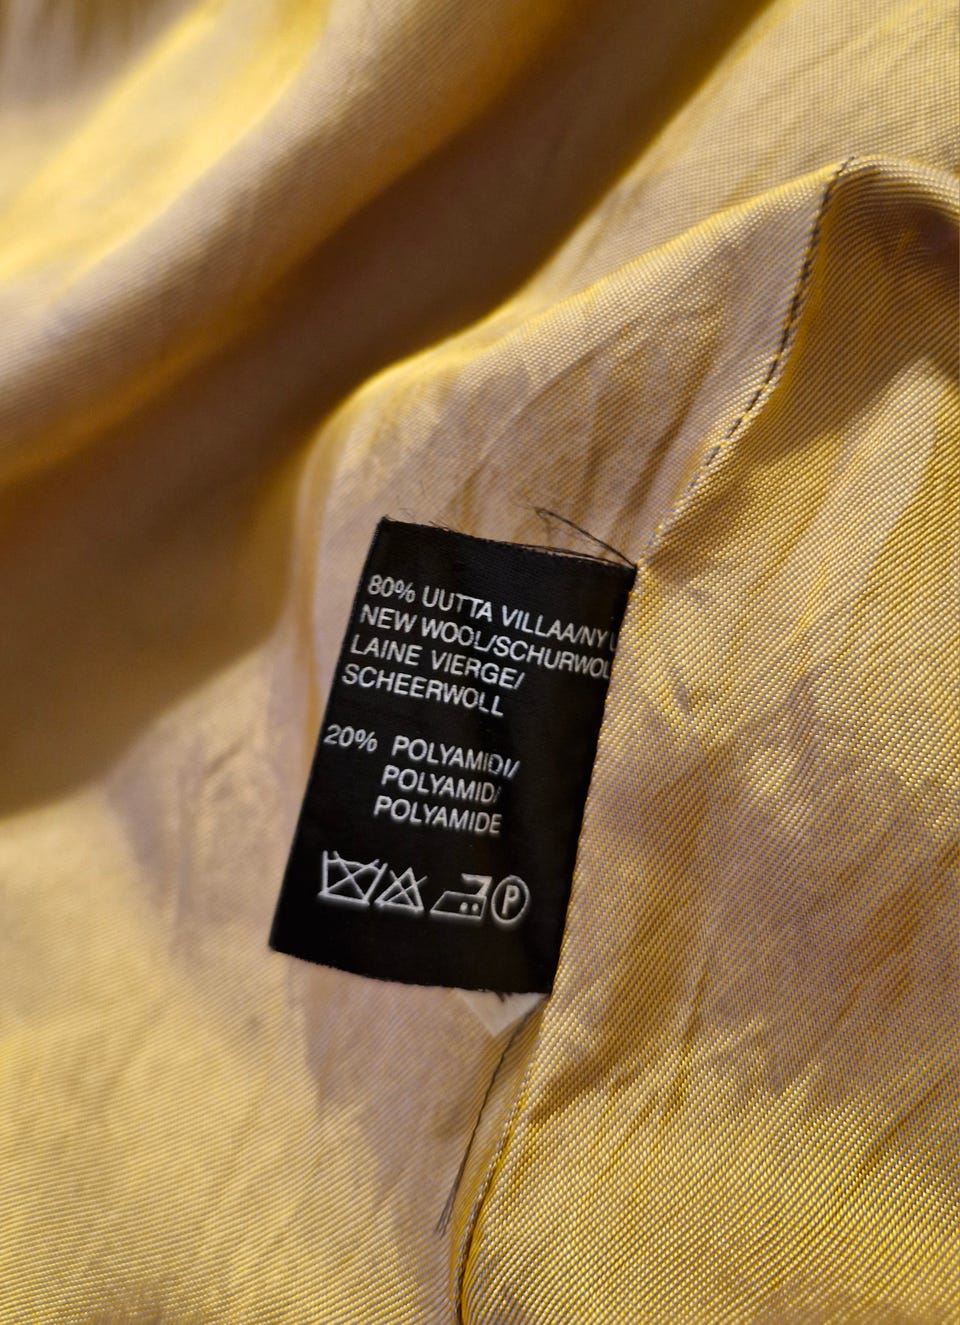 80% UUTTA VILLAA/NY U
NEW WOOL/SCHURWOL
LAINE VIERGE/
SCHEERWOLL
20% POLYAMIDI/
POLYAMID/
POLYAMIDE
P